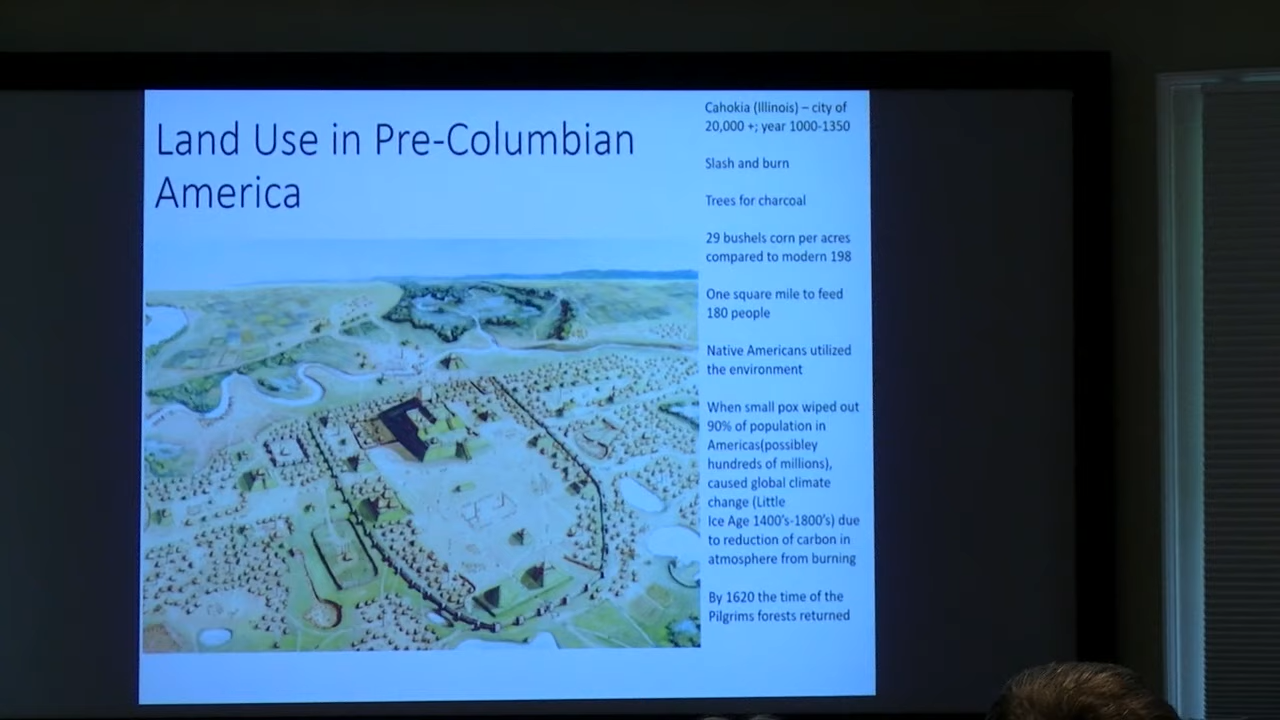 Land Use in Pre-Columbian
America
Cahokia (Illinois) – city of
20,000 +; year 1000-1350
Slash and burn
Trees for charcoal
29 bushels corn per acres
compared to modern 198
One square mile to feed
180 people
Native Americans utilized
the environment
When small pox wiped out
90% of population in
Americas(possibley
hundreds of millions),
caused global climate
change (Little
Ice Age 1400's-1800's) due
to reduction of carbon in
atmosphere from burning
By 1620 the time of the
Pilgrims forests returned